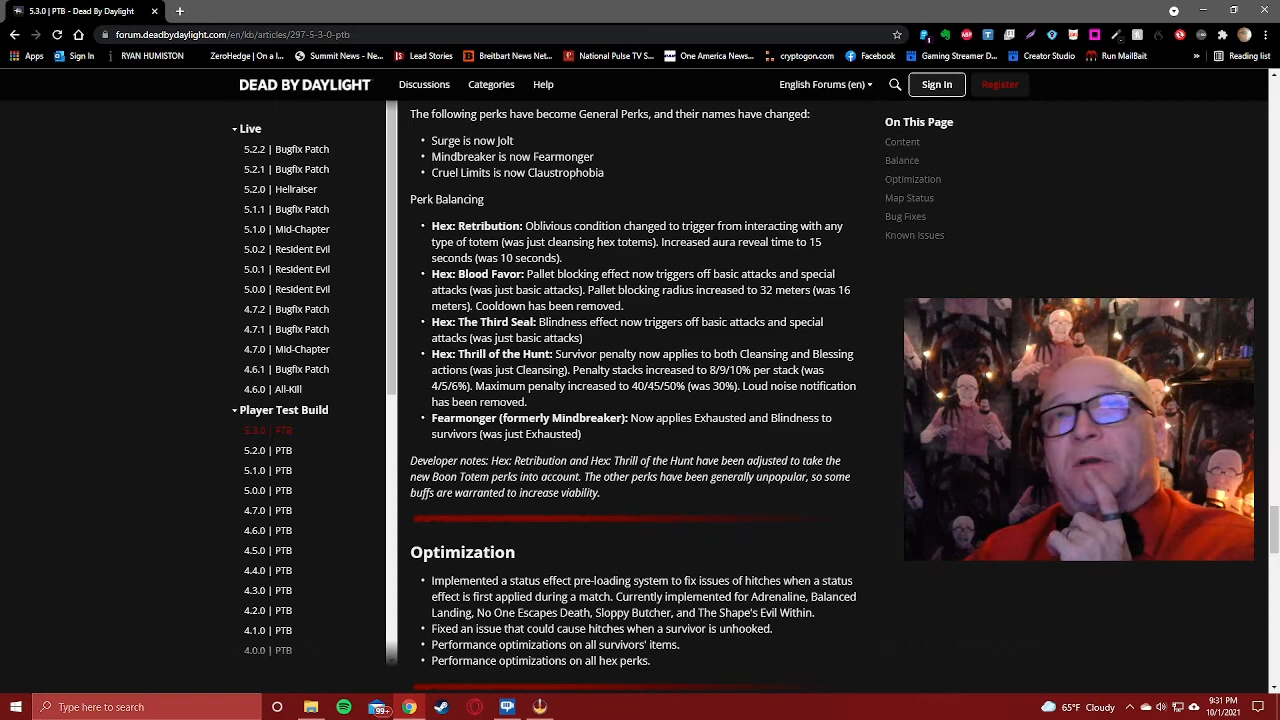 5.3.0 | PTB - Dead by Daylight
forum.deadbydaylight.com/en/kb/articles/297-5-3-0-ptb
Apps
Sign In
RYAN HUMISTON
ZeroHedge | On a l...
Summit News - Ne...
Lead Stories
Breitbart News Net...
National Pulse | T...
One America News...
cryptogon.com
Facebook
Gaming Streamer D...
Creator Studio
Run MailBait
»
Reading list
DEAD BY DAYLIGHT
Discussions
Categories
Help
English Forums (en)
Sign In
Register
Live
5.2.2 | Bugfix Patch
5.2.1 | Bugfix Patch
5.2.0 | Hellraiser
5.1.1 | Bugfix Patch
5.1.0 | Mid-Chapter
5.0.2 | Resident Evil
5.0.1 | Resident Evil
5.0.0 | Resident Evil
4.7.2 | Bugfix Patch
4.7.1 | Bugfix Patch
4.7.0 | Mid-Chapter
4.6.1 | Bugfix Patch
4.6.0 | All-Kill
Player Test Build
5.3.0 | PTB
5.2.0 | PTB
5.1.0 | PTB
5.0.0 | PTB
4.7.0 | PTB
4.6.0 | PTB
4.5.0 | PTB
4.4.0 | PTB
4.3.0 | PTB
4.2.0 | PTB
4.1.0 | PTB
4.0.0 | PTB
The following perks have become General Perks, and their names have changed:
• Surge is now Jolt
• Mindbreaker is now Fearmonger
• Cruel Limits is now Claustrophobia
Perk Balancing
• Hex: Retribution: Oblivious condition changed to trigger from interacting with any
type of totem (was just cleansing hex totems). Increased aura reveal time to 15
seconds (was 10 seconds).
• Hex: Blood Favor: Pallet blocking effect now triggers off basic attacks and special
attacks (was just basic attacks). Pallet blocking radius increased to 32 meters (was 16
meters). Cooldown has been removed.
• Hex: The Third Seal: Blindness effect now triggers off basic attacks and special
attacks (was just basic attacks)
• Hex: Thrill of the Hunt: Survivor penalty now applies to both Cleansing and Blessing
actions (was just Cleansing). Penalty stacks increased to 8/9/10% per stack (was
4/5/6%). Maximum penalty increased to 40/45/50% (was 30%). Loud noise notification
has been removed.
• Fearmonger (formerly Mindbreaker): Now applies Exhausted and Blindness to
survivors (was just Exhausted)
Developer notes: Hex: Retribution and Hex: Thrill of the Hunt have been adjusted to take the
new Boon Totem perks into account. The other perks have been generally unpopular, so some
buffs are warranted to increase viability.
Optimization
• Implemented a status effect pre-loading system to fix issues of hitches when a status
effect is first applied during a match. Currently implemented for Adrenaline, Balanced
Landing, No One Escapes Death, Sloppy Butcher, and The Shape's Evil Within.
• Fixed an issue that could cause hitches when a survivor is unhooked.
• Performance optimizations on all survivors' items.
• Performance optimizations on all hex perks.
On This Page
Content
Balance
Optimization
Map Status
Bug Fixes
Known Issues
Type here to search
99+
65°F Cloudy
9:31 PM
10/1/2021